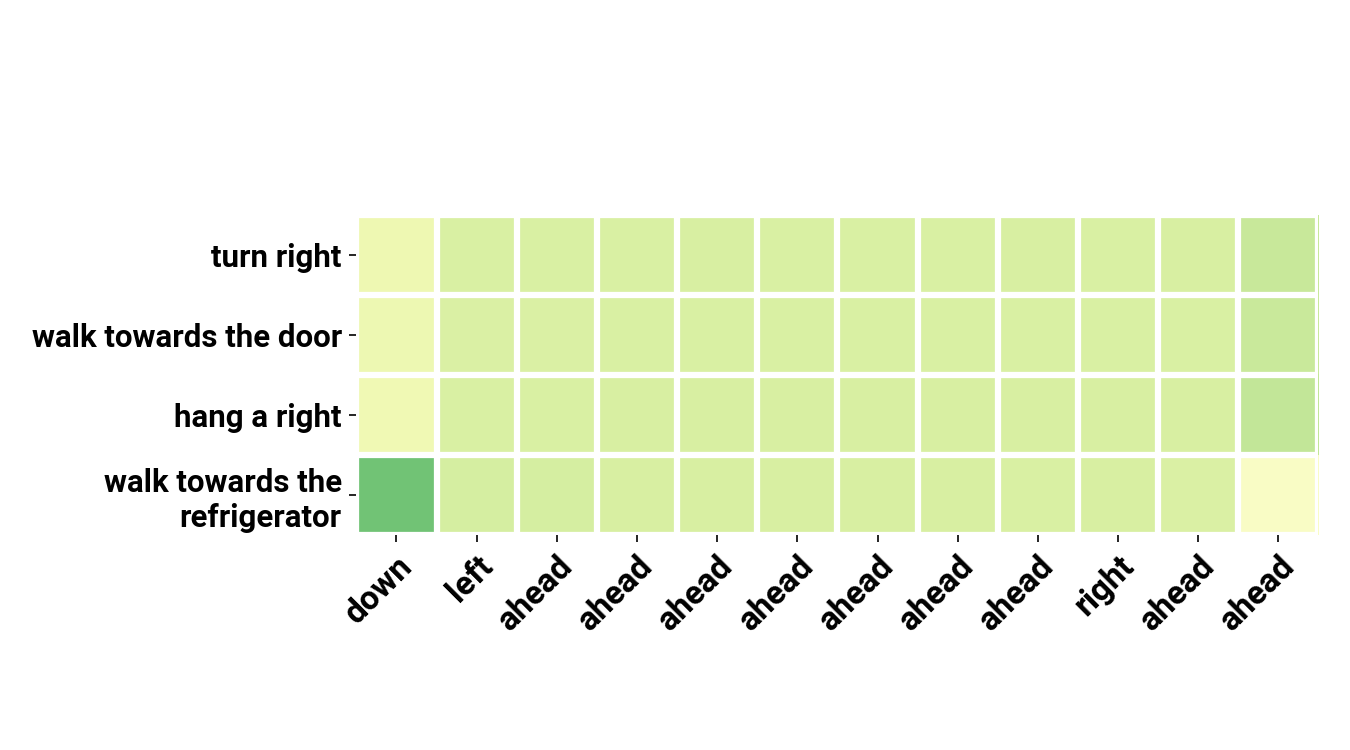 turn right
walk towards the door
hang a right
walk towards the
refrigerator
down
left
ahead
ahead
ahead
ahead
ahead
ahead
ahead
right
ahead
ahead